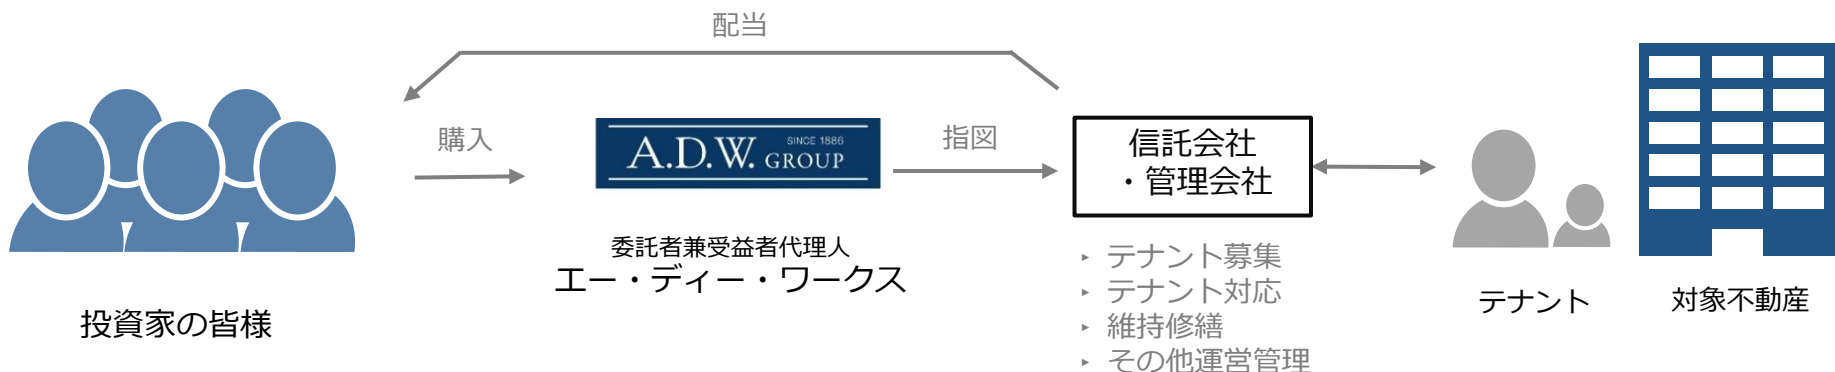 配当
購入
A.D.W. GROUP
SINCE 1886
指図
信託会社
・管理会社
委託者兼受益者代理人
エー・ディー・ワークス
投資家の皆様
‣ テナント募集
‣ テナント対応
‣ 維持修繕
‣ その他運営管理
テナント
対象不動産